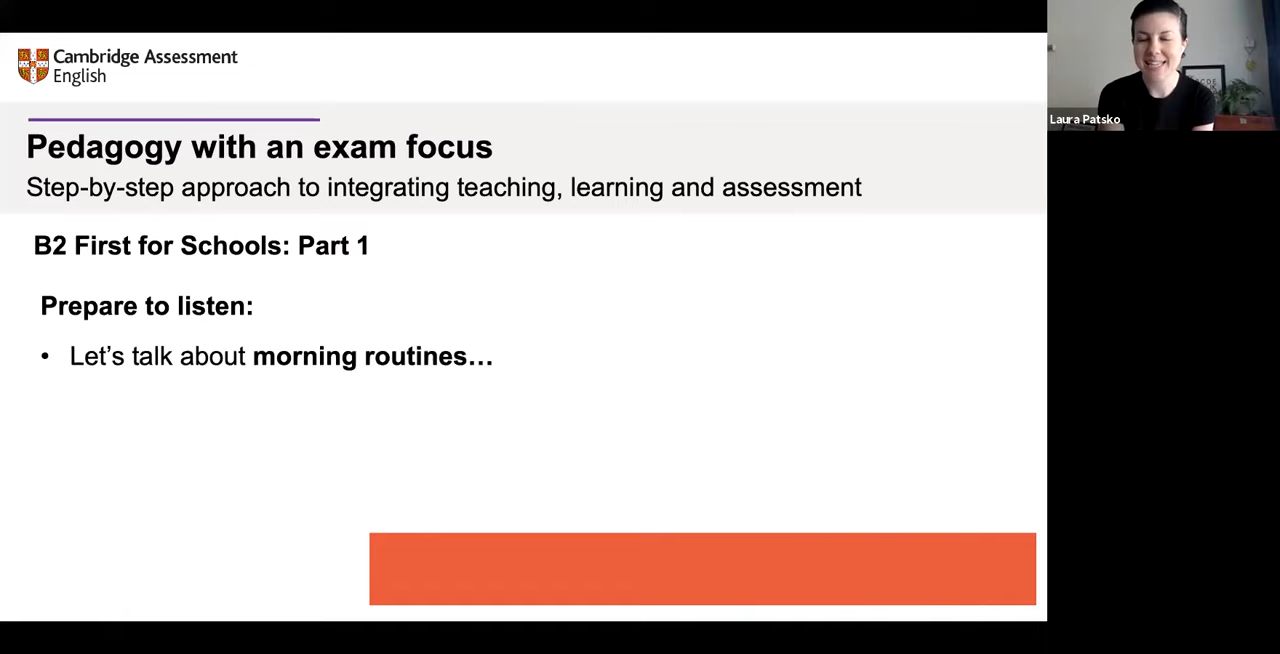 Cambridge Assessment
English
Pedagogy with an exam focus
Step-by-step approach to integrating teaching, learning and assessment
B2 First for Schools: Part 1
Prepare to listen:
• Let's talk about morning routines...
Laura Patsko